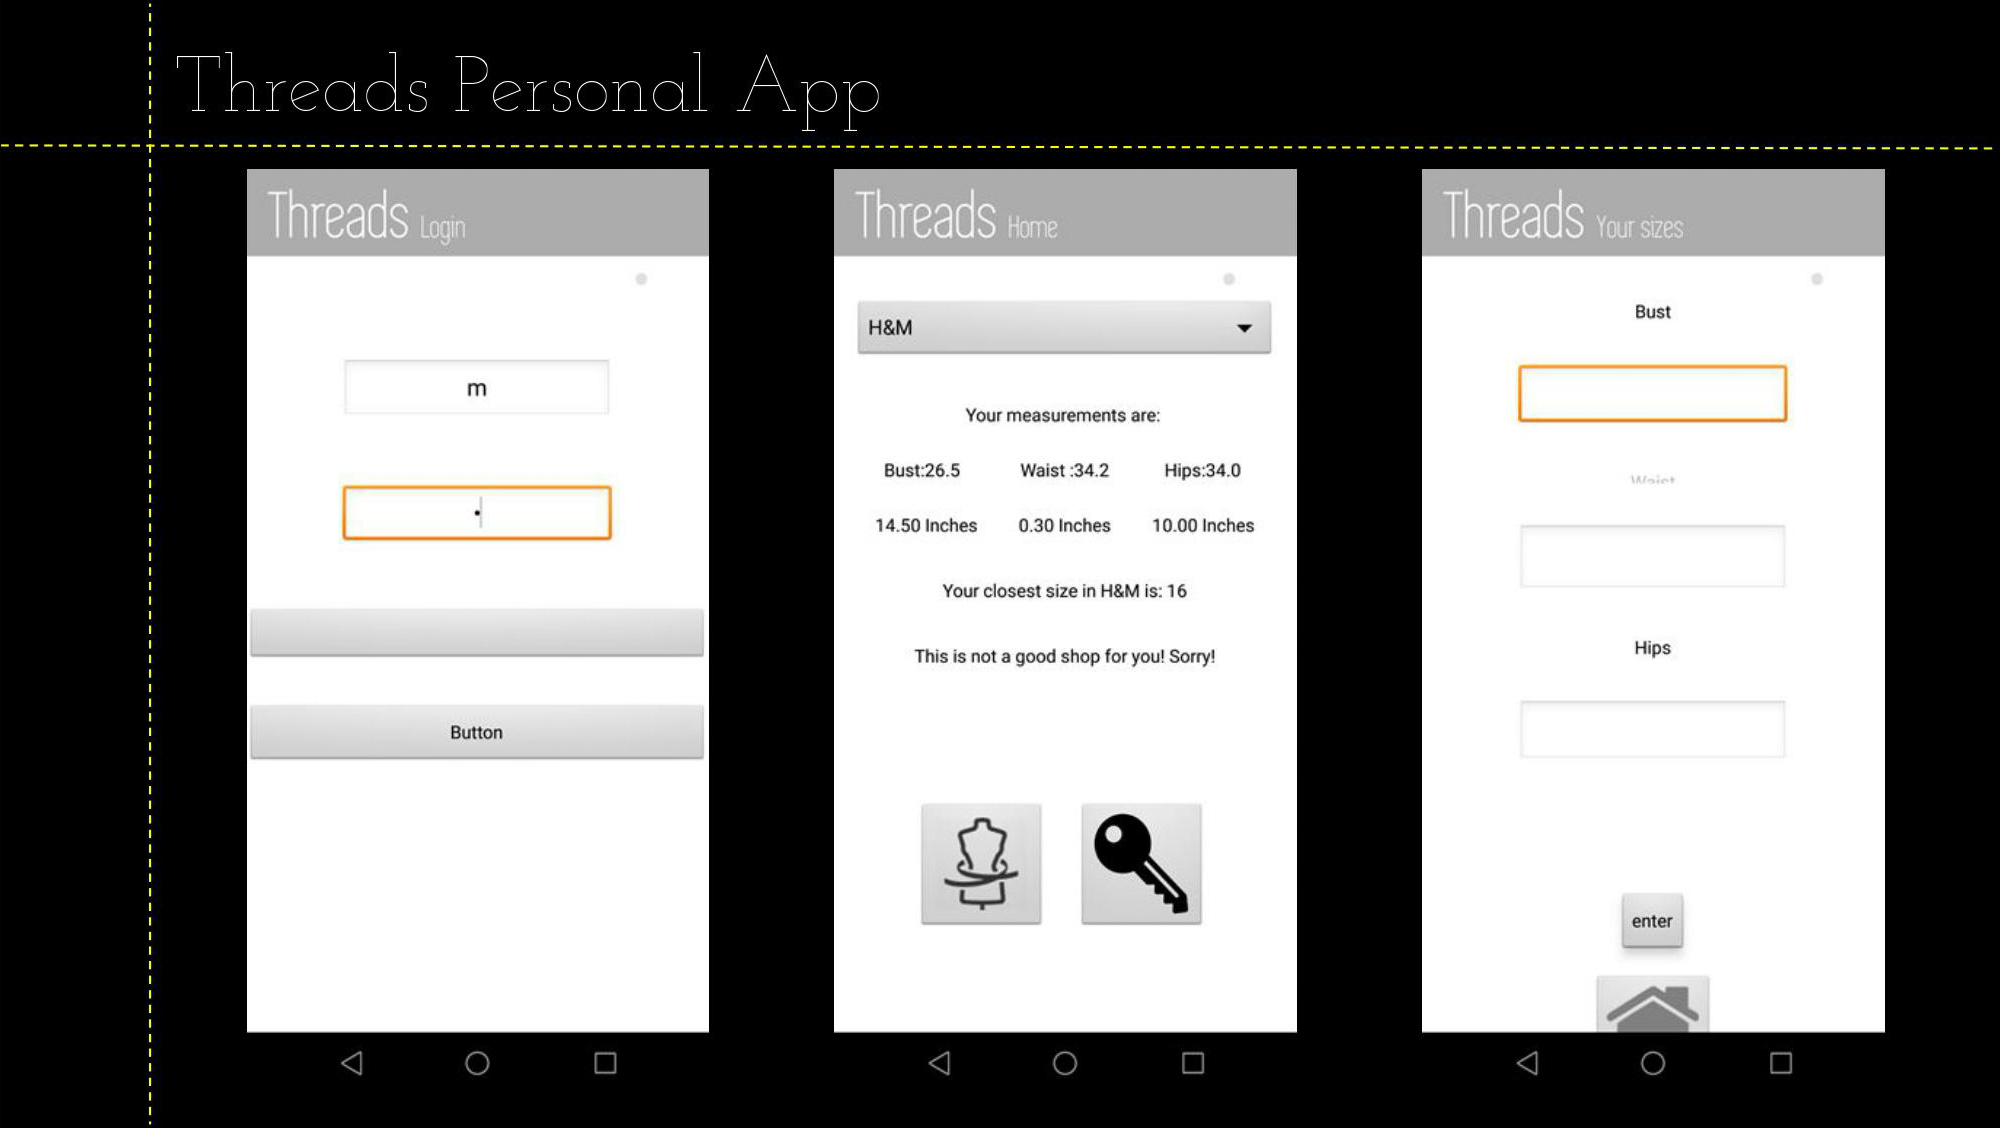 Threads Personal App
Threads Login
m
Button
Threads Home
H&M
Your measurements are:
Bust:26.5 Waist :34.2 Hips:34.0
14.50 Inches 0.30 Inches 10.00 Inches
Your closest size in H&M is: 16
This is not a good shop for you! Sorry!
Threads Your sizes
Bust
Waist
Hips
enter